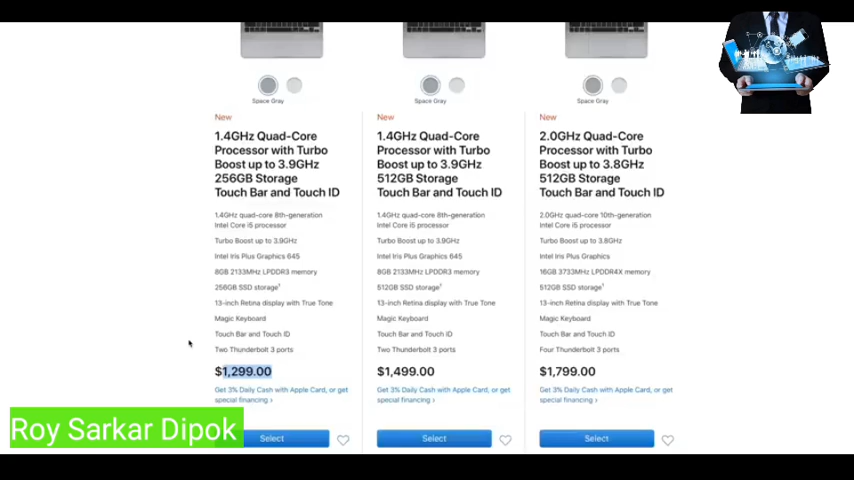 Space Gray
Space Gray
Space Gray
New
1.4GHz Quad-Core
Processor with Turbo
Boost up to 3.9GHz
256GB Storage
Touch Bar and Touch ID
1.4GHz quad-core 8th-generation
Intel Core i5 processor
Turbo Boost up to 3.9GHz
Intel Iris Plus Graphics 645
8GB 2133MHz LPDDR3 memory
256GB SSD storage¹
13-inch Retina display with True Tone
Magic Keyboard
Touch Bar and Touch ID
Two Thunderbolt 3 ports
$1,299.00
Get 3% Daily Cash with Apple Card, or get
special financing ›
Select
New
1.4GHz Quad-Core
Processor with Turbo
Boost up to 3.9GHz
512GB Storage
Touch Bar and Touch ID
1.4GHz quad-core 8th-generation
Intel Core i5 processor
Turbo Boost up to 3.9GHz
Intel Iris Plus Graphics 645
8GB 2133MHz LPDDR3 memory
512GB SSD storage¹
13-inch Retina display with True Tone
Magic Keyboard
Touch Bar and Touch ID
Two Thunderbolt 3 ports
$1,499.00
Get 3% Daily Cash with Apple Card, or get
special financing ›
Select
New
2.0GHz Quad-Core
Processor with Turbo
Boost up to 3.8GHz
512GB Storage
Touch Bar and Touch ID
2.0GHz quad-core 10th-generation
Intel Core i5 processor
Turbo Boost up to 3.8GHz
Intel Iris Plus Graphics
16GB 3733MHz LPDDR4X memory
512GB SSD storage¹
13-inch Retina display with True Tone
Magic Keyboard
Touch Bar and Touch ID
Four Thunderbolt 3 ports
$1,799.00
Get 3% Daily Cash with Apple Card, or get
special financing ›
Select
Roy Sarkar Dipok